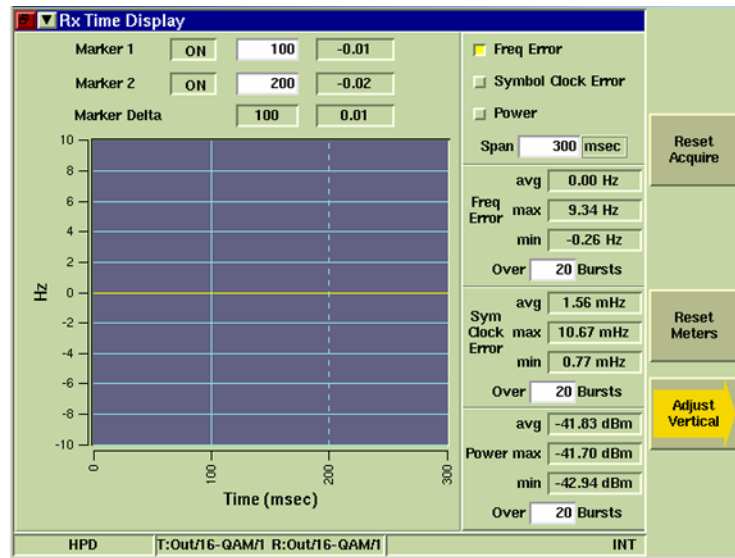 Rx Time Display
Marker 1 ON 100 -0.01
Marker 2 ON 200 -0.02
Marker Delta 100 0.01
10
8
6
4
2
0
-2
-4
-6
-8
-10
Hz
0 100 200 300
Time (msec)
Freq Error
Symbol Clock Error
Power
Span 300 msec
Freq Error
avg 0.00 Hz
max 9.34 Hz
min -0.26 Hz
Over 20 Bursts
Sym Clock Error
avg 1.56 mHz
max 10.67 mHz
min 0.77 mHz
Over 20 Bursts
Power
avg -41.83 dBm
max -41.70 dBm
min -42.94 dBm
Over 20 Bursts
Reset
Acquire
Reset
Meters
Adjust
Vertical
HPD T:Out/16-QAM/1 R:Out/16-QAM/1 INT